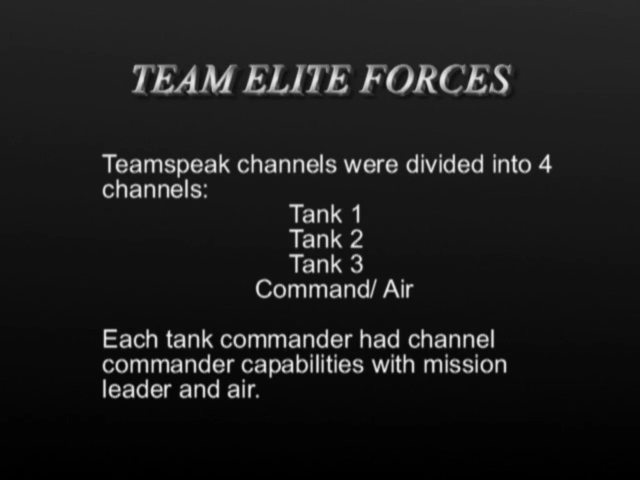 TEAM ELITE FORCES
Teamspeak channels were divided into 4
channels:
Tank 1
Tank 2
Tank 3
Command/ Air
Each tank commander had channel
commander capabilities with mission
leader and air.